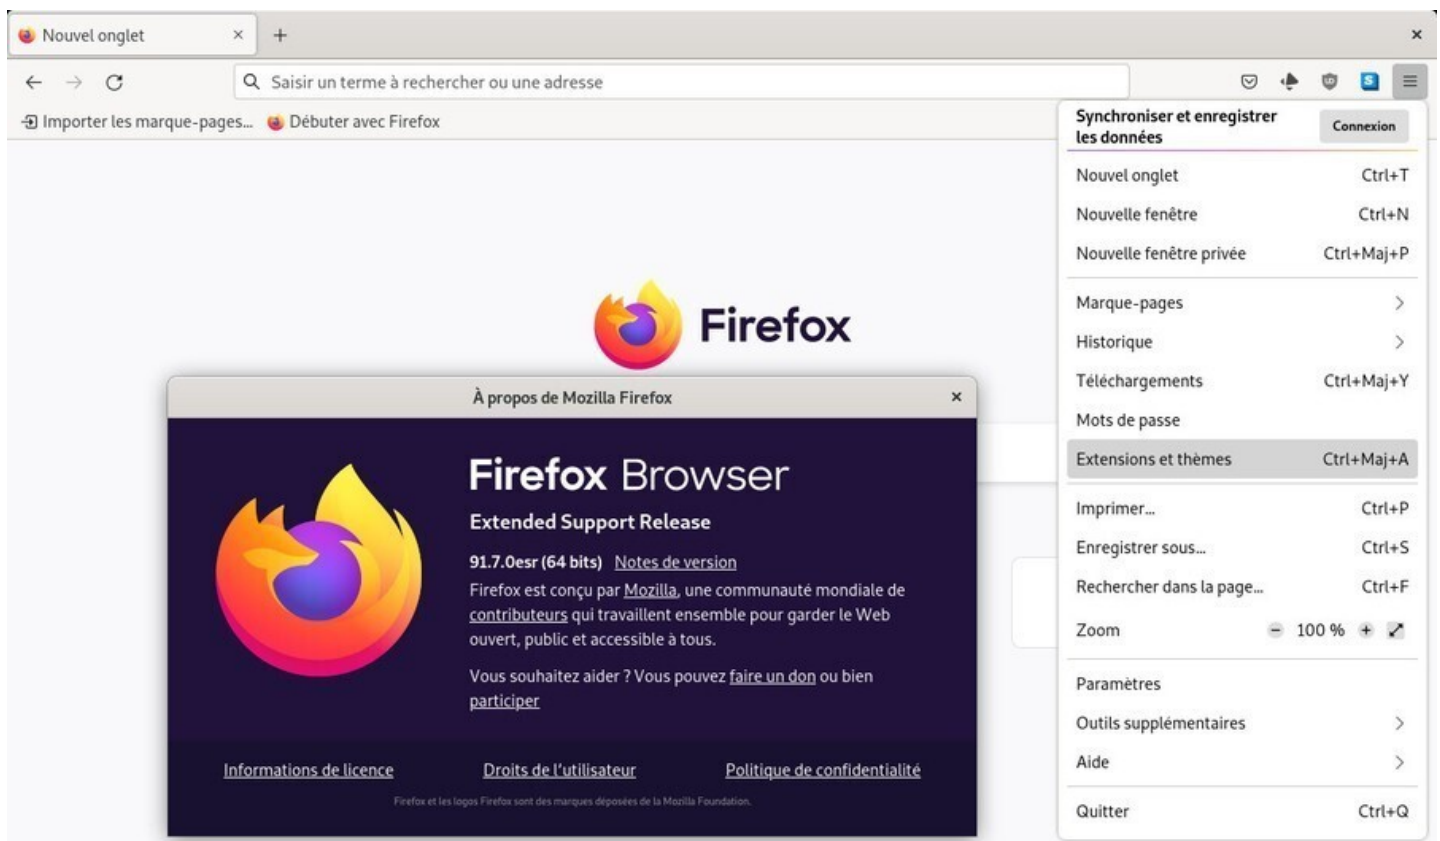 Nouvel onglet
Saisir un terme à rechercher ou une adresse
Importer les marque-pages...
Débuter avec Firefox
Synchroniser et enregistrer
les données
Connexion
Nouvel onglet Ctrl+T
Nouvelle fenêtre Ctrl+N
Nouvelle fenêtre privée Ctrl+Maj+P
Marque-pages
Historique
Téléchargements Ctrl+Maj+Y
Mots de passe
Extensions et thèmes Ctrl+Maj+A
Imprimer... Ctrl+P
Enregistrer sous... Ctrl+S
Rechercher dans la page... Ctrl+F
Zoom 100 %
Paramètres
Outils supplémentaires
Aide
Quitter Ctrl+Q
Firefox
À propos de Mozilla Firefox
Firefox Browser
Extended Support Release
91.7.0esr (64 bits) Notes de version
Firefox est conçu par Mozilla, une communauté mondiale de
contributeurs qui travaillent ensemble pour garder le Web
ouvert, public et accessible à tous.
Vous souhaitez aider ? Vous pouvez faire un don ou bien
participer
Informations de licence
Droits de l'utilisateur
Politique de confidentialité
Firefox et les logos Firefox sont des marques déposées de la Mozilla Foundation.